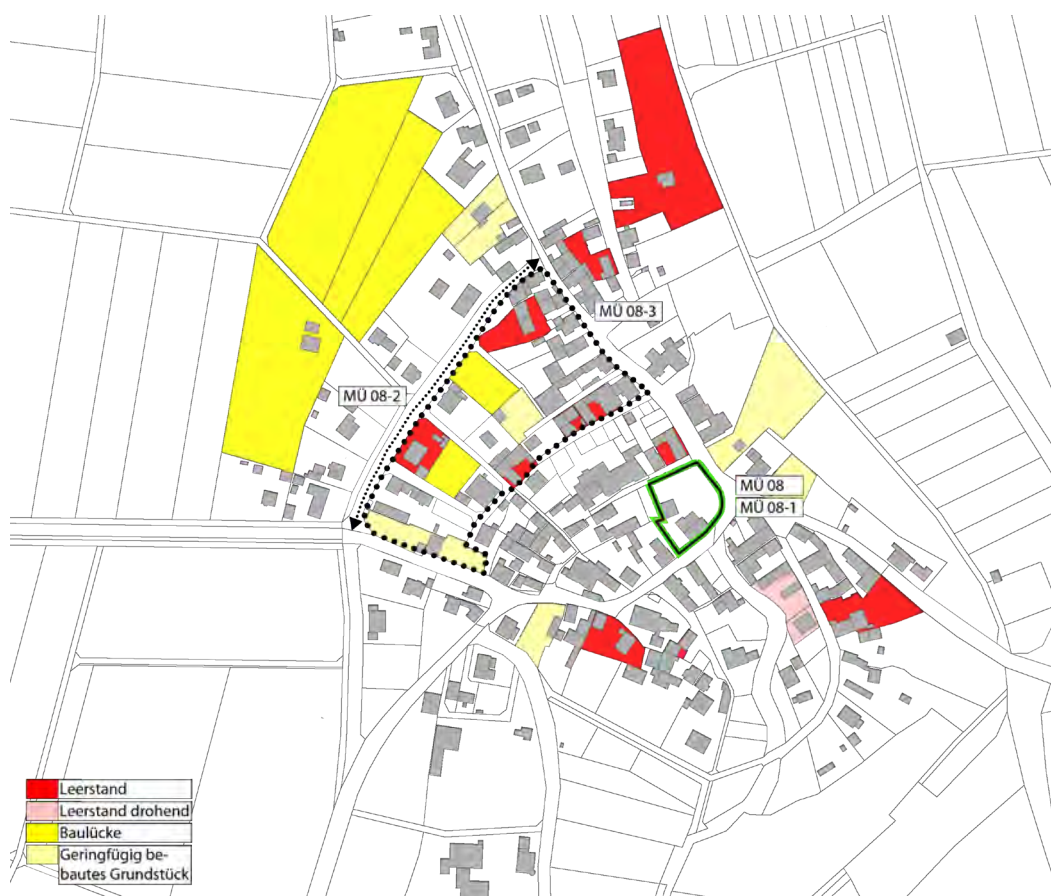 MÜ 08-3
MÜ 08-2
MÜ 08
MÜ 08-1
Leerstand
Leerstand drohend
Baulücke
Geringfügig be-
bautes Grundstück